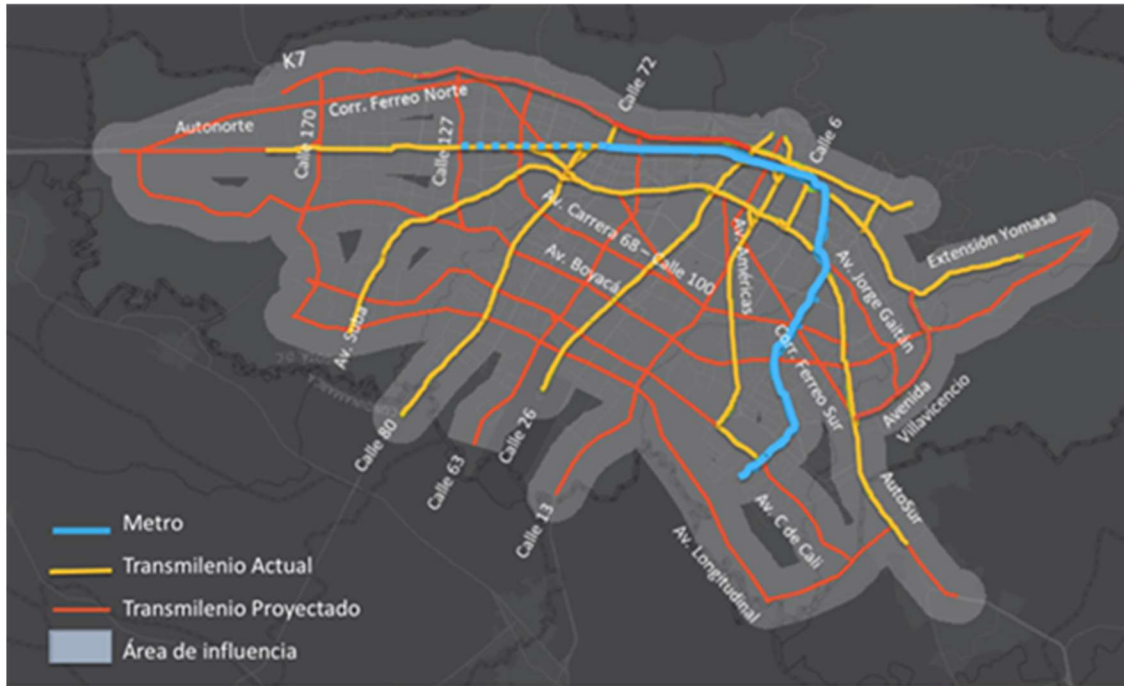 K7
Calle 72
Corr. Ferreo Norte
Autonorte
Calle 170
Calle 127
Calle 6
Av. Carrera 68 – Calle 100
Av. Boyacá
Av. Américas
Av. Jorge Gaitán
Extensión Yomasa
Av. Suba
Corr. Ferreo Sur
Avenida
Villavicencio
Calle 80
Calle 63
Calle 26
Calle 13
Av. C de Cali
AutoSur
Av. Longitudinal
Metro
Transmilenio Actual
Transmilenio Proyectado
Área de influencia